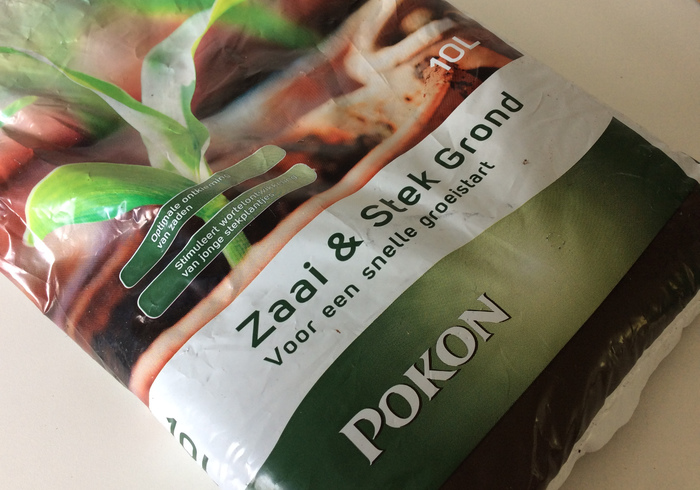 10L
Optimale ontkieming
van zaden
Stimuleert wortelontwikkeling
van jonge stekplantjes
Zaai & Stek Grond
Voor een snelle groeistart
POKON
10L